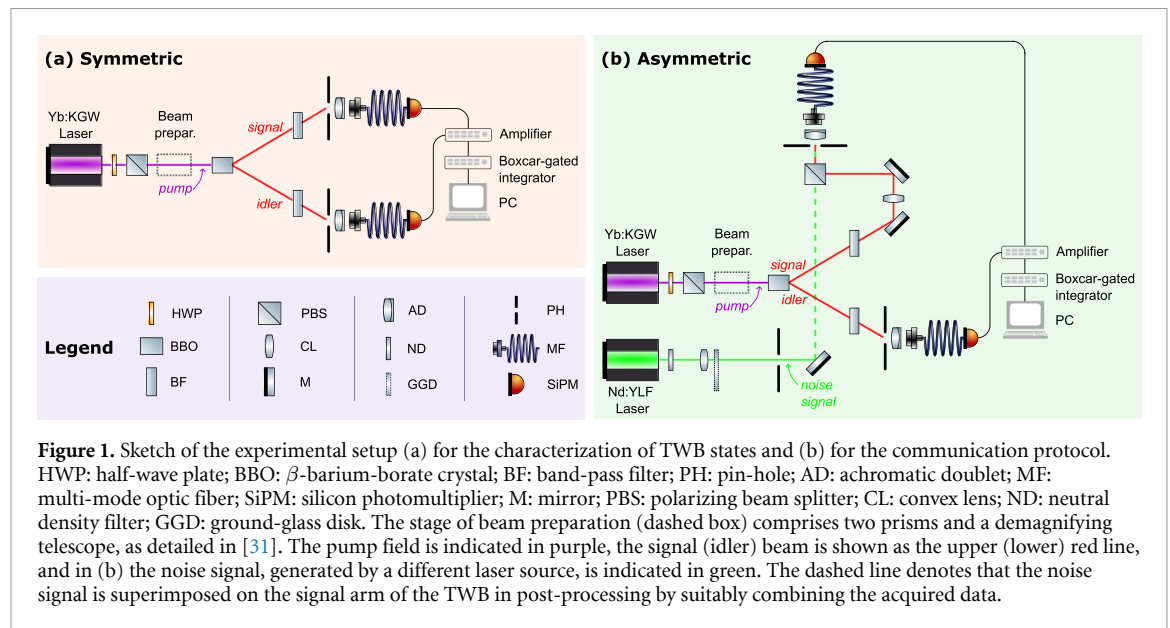 (a) Symmetric
Yb:KGW
Laser
Beam
prepar.
pump
signal
idler
Amplifier
Boxcar-gated
integrator
PC
Legend
HWP
BBO
BF
PBS
CL
M
AD
ND
GGD
PH
MF
SiPM
(b) Asymmetric
Yb:KGW
Laser
Beam
prepar.
pump
signal
idler
Amplifier
Boxcar-gated
integrator
PC
Nd:YLF
Laser
noise
signal
Figure 1. Sketch of the experimental setup (a) for the characterization of TWB states and (b) for the communication protocol.
HWP: half-wave plate; BBO: β-barium-borate crystal; BF: band-pass filter; PH: pin-hole; AD: achromatic doublet; MF:
multi-mode optic fiber; SiPM: silicon photomultiplier; M: mirror; PBS: polarizing beam splitter; CL: convex lens; ND: neutral
density filter; GGD: ground-glass disk. The stage of beam preparation (dashed box) comprises two prisms and a demagnifying
telescope, as detailed in [31]. The pump field is indicated in purple, the signal (idler) beam is shown as the upper (lower) red line,
and in (b) the noise signal, generated by a different laser source, is indicated in green. The dashed line denotes that the noise
signal is superimposed on the signal arm of the TWB in post-processing by suitably combining the acquired data.